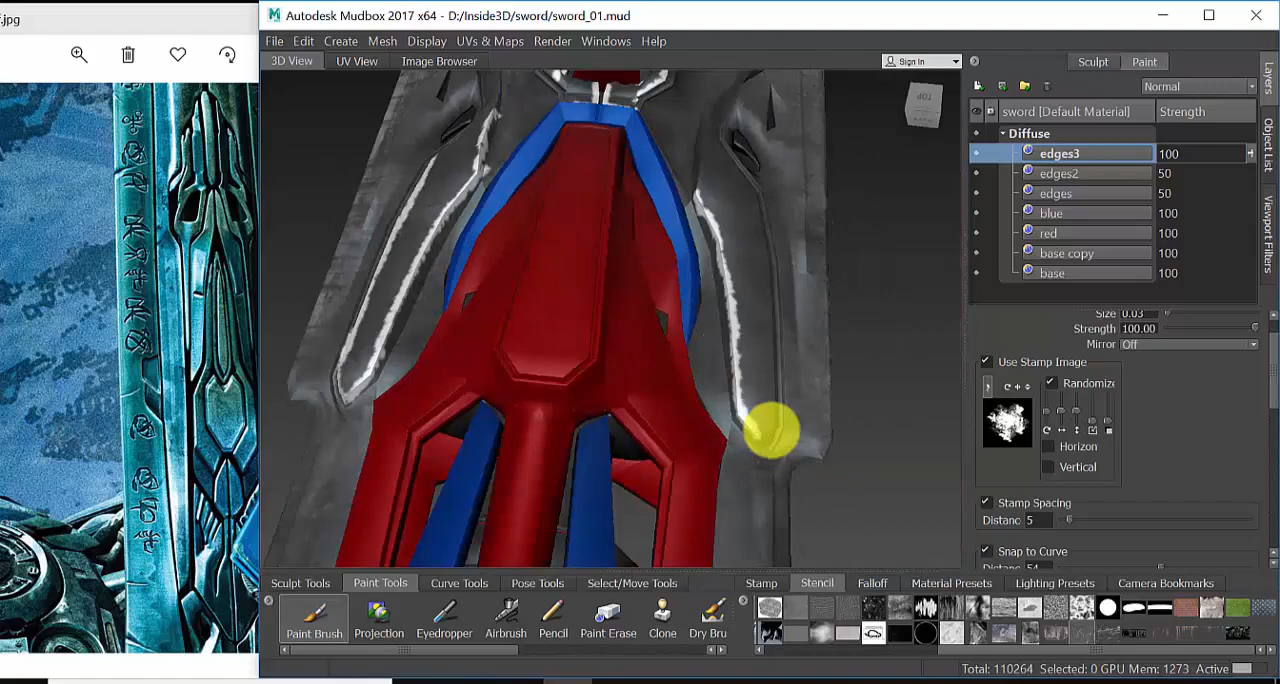 .jpg
Autodesk Mudbox 2017 x64 - D:/Inside3D/sword/sword_01.mud
File Edit Create Mesh Display UVs & Maps Render Windows Help
3D View UV View Image Browser Sign In
Sculpt Paint
Normal
sword [Default Material] Strength
Diffuse
edges3 100
edges2 50
edges 50
blue 100
red 100
base copy 100
base 100
Layers
Object List
Viewport Filters
TOP
Size 0.03
Strength 100.00
Mirror Off
Use Stamp Image
Randomize
Horizon
Vertical
Stamp Spacing
Distanc 5
Snap to Curve
Distanc 54
Sculpt Tools Paint Tools Curve Tools Pose Tools Select/Move Tools
Stamp Stencil Falloff Material Presets Lighting Presets Camera Bookmarks
Paint Brush Projection Eyedropper Airbrush Pencil Paint Erase Clone Dry Bru
Total: 110264 Selected: 0 GPU Mem: 1273 Active